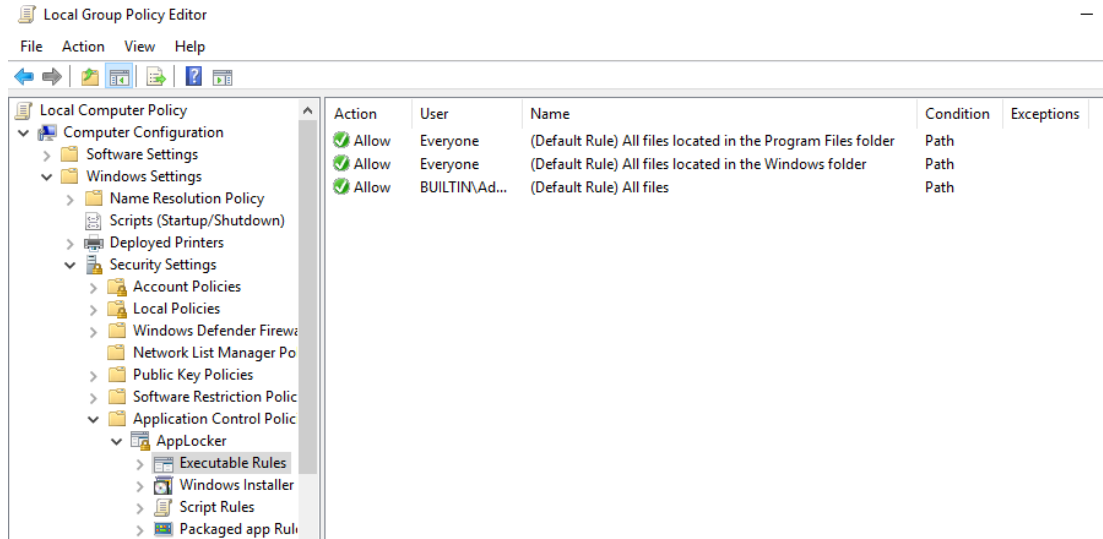 Local Group Policy Editor
File Action View Help
Local Computer Policy
Computer Configuration
Software Settings
Windows Settings
Name Resolution Policy
Scripts (Startup/Shutdown)
Deployed Printers
Security Settings
Account Policies
Local Policies
Windows Defender Firewa
Network List Manager Po
Public Key Policies
Software Restriction Polic
Application Control Polic
AppLocker
Executable Rules
Windows Installer
Script Rules
Packaged app Rul
Action User Name Condition Exceptions
Allow Everyone (Default Rule) All files located in the Program Files folder Path
Allow Everyone (Default Rule) All files located in the Windows folder Path
Allow BUILTIN\Ad... (Default Rule) All files Path